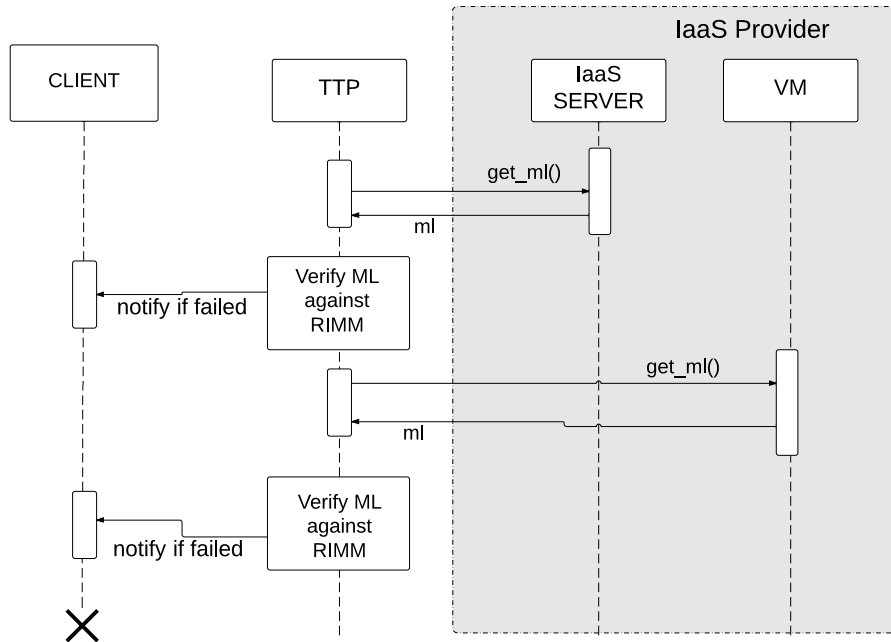 IaaS Provider
CLIENT
TTP
IaaS
SERVER
VM
get_ml()
ml
Verify ML
against
RIMM
notify if failed
get_ml()
ml
Verify ML
against
RIMM
notify if failed